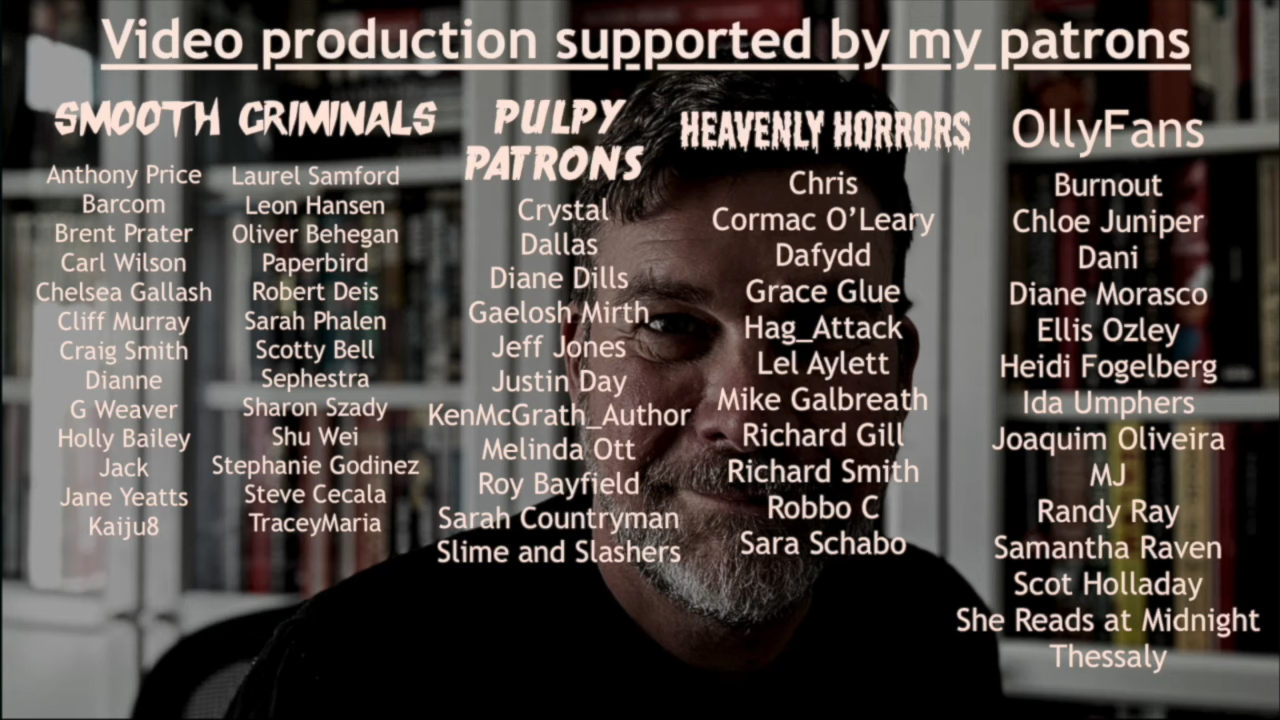 Video production supported by my patrons
SMOOTH CRIMINALS
Anthony Price
Barcom
Brent Prater
Carl Wilson
Chelsea Gallash
Cliff Murray
Craig Smith
Dianne
G Weaver
Holly Bailey
Jack
Jane Yeatts
Kaiju8
Laurel Samford
Leon Hansen
Oliver Behegan
Paperbird
Robert Deis
Sarah Phalen
Scotty Bell
Sephestra
Sharon Szady
Shu Wei
Stephanie Godinez
Steve Cecala
TraceyMaria
PULPY
PATRONS
Crystal
Dallas
Diane Dills
Gaelosh Mirth
Jeff Jones
Justin Day
KenMcGrath_Author
Melinda Ott
Roy Bayfield
Sarah Countryman
Slime and Slashers
HEAVENLY HORRORS
Chris
Cormac O’Leary
Dafydd
Grace Glue
Hag_Attack
Lel Aylett
Mike Galbreath
Richard Gill
Richard Smith
Robbo C
Sara Schabo
OllyFans
Burnout
Chloe Juniper
Dani
Diane Morasco
Ellis Ozley
Heidi Fogelberg
Ida Umphers
Joaquim Oliveira
MJ
Randy Ray
Samantha Raven
Scot Holladay
She Reads at Midnight
Thessaly